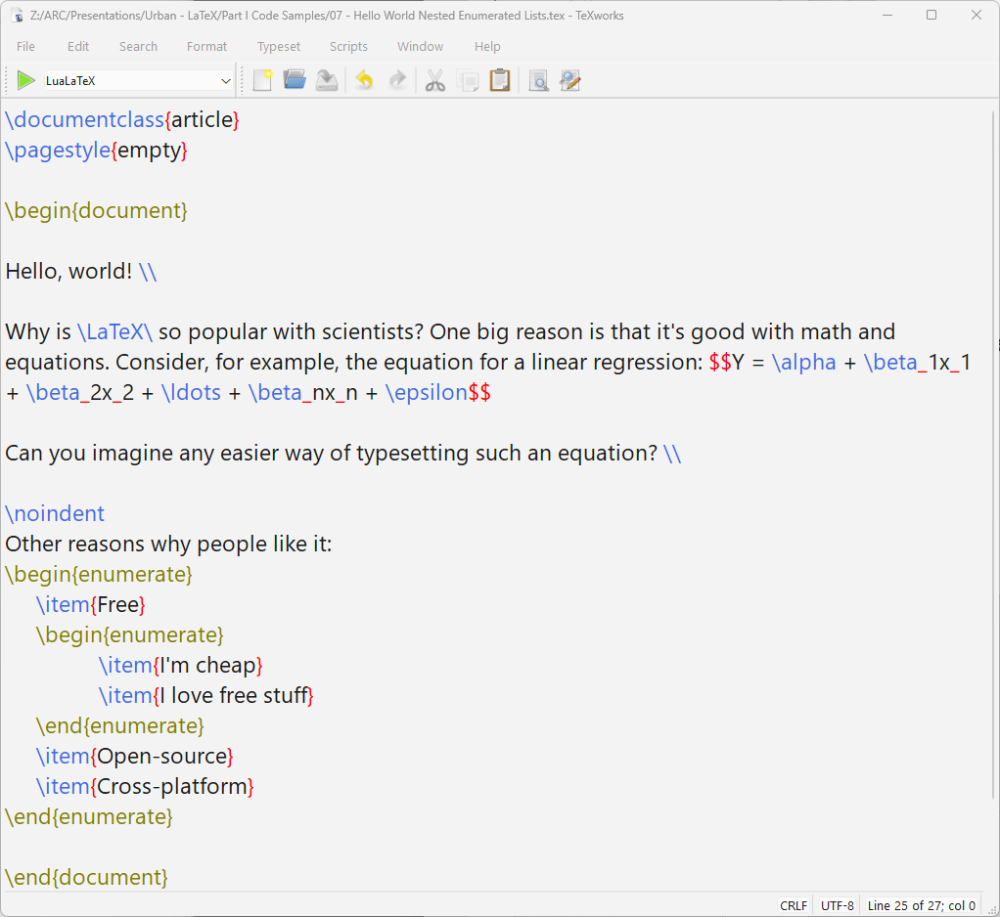 Z:/ARC/Presentations/Urban - LaTeX/Part I Code Samples/07 - Hello World Nested Enumerated Lists.tex - TeXworks
File Edit Search Format Typeset Scripts Window Help
LuaLaTeX
\documentclass{article}
\pagestyle{empty}
\begin{document}
Hello, world! \\
Why is \LaTeX\ so popular with scientists? One big reason is that it's good with math and
equations. Consider, for example, the equation for a linear regression: $$Y = \alpha + \beta_1x_1
+ \beta_2x_2 + \ldots + \beta_nx_n + \epsilon$$
Can you imagine any easier way of typesetting such an equation? \\
\noindent
Other reasons why people like it:
\begin{enumerate}
\item{Free}
\begin{enumerate}
\item{I'm cheap}
\item{I love free stuff}
\end{enumerate}
\item{Open-source}
\item{Cross-platform}
\end{enumerate}
\end{document}
CRLF UTF-8 Line 25 of 27; col 0